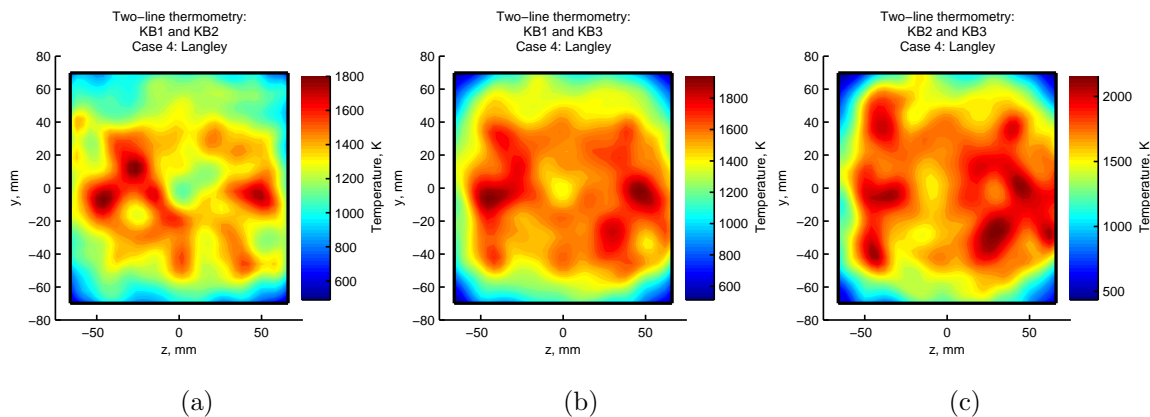 Two−line thermometry:
KB1 and KB2
Case 4: Langley
80
60
40
20
0
−20
−40
−60
−80
y, mm
−50
0
50
z, mm
1800
1600
1400
1200
1000
800
600
Temperature, K
(a)
Two−line thermometry:
KB1 and KB3
Case 4: Langley
80
60
40
20
0
−20
−40
−60
−80
y, mm
−50
0
50
z, mm
1800
1600
1400
1200
1000
800
600
Temperature, K
(b)
Two−line thermometry:
KB2 and KB3
Case 4: Langley
80
60
40
20
0
−20
−40
−60
−80
y, mm
−50
0
50
z, mm
2000
1500
1000
500
Temperature, K
(c)